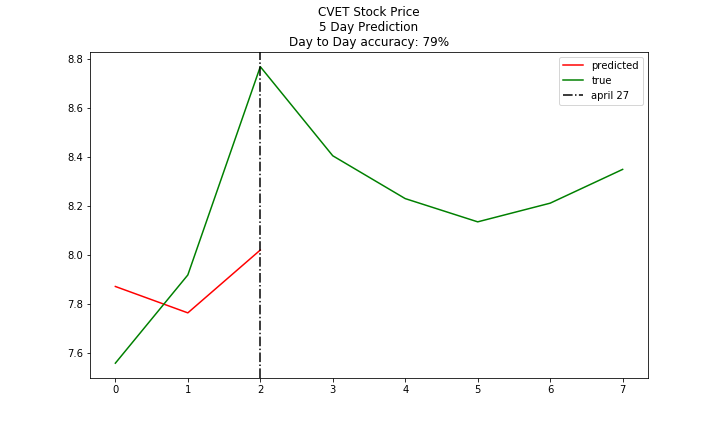 CVET Stock Price
5 Day Prediction
Day to Day accuracy: 79%
predicted
true
april 27
8.8
8.6
8.4
8.2
8.0
7.8
7.6
0 1 2 3 4 5 6 7